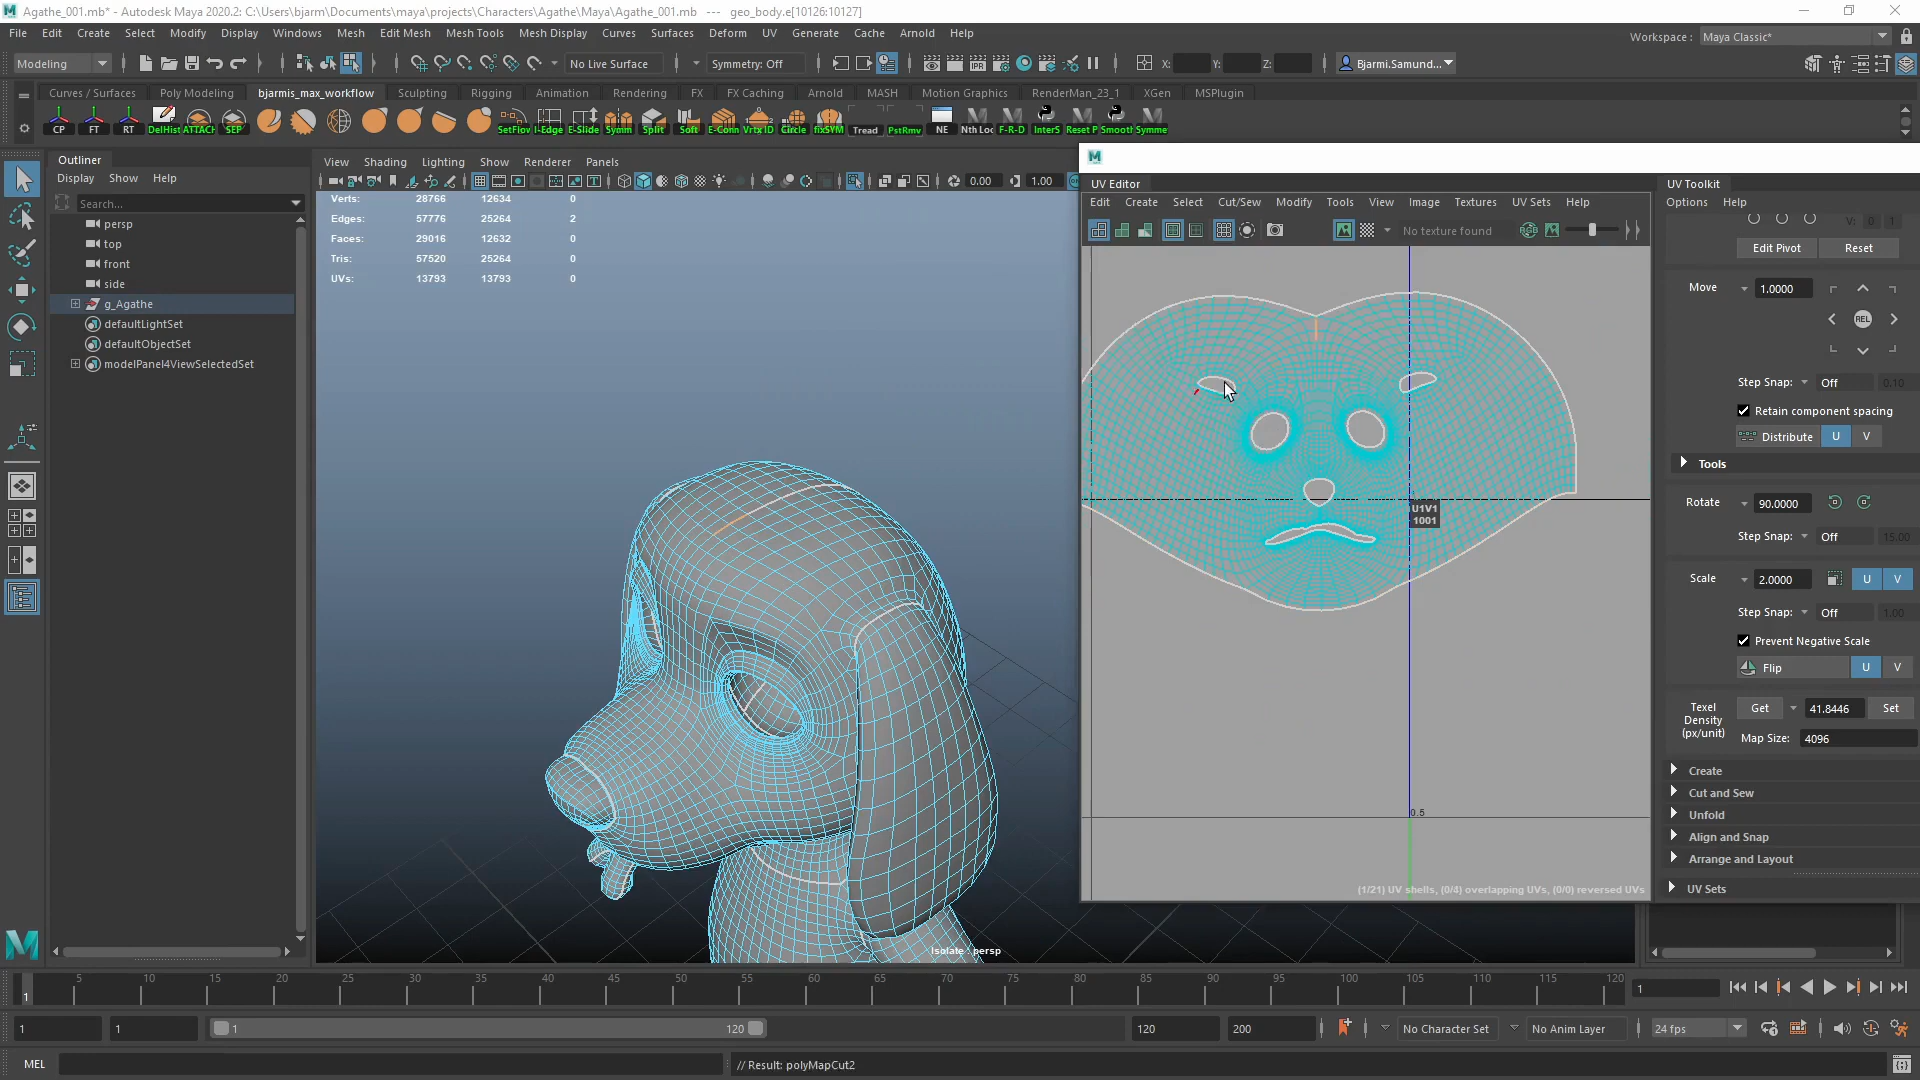 Agathe_001.mb* - Autodesk Maya 2020.2: C:\Users\bjarm\Documents\maya\projects\Characters\Agathe\Maya\Agathe_001.mb --- geo_body.e[10126:10127]
File Edit Create Select Modify Display Windows Mesh Edit Mesh Mesh Tools Mesh Display Curves Surfaces Deform UV Generate Cache Arnold Help
Workspace : Maya Classic*
Modeling No Live Surface Symmetry: Off X: Y: Z: Bjarmi.Samund...
Curves / Surfaces Poly Modeling bjarmis_max_workflow Sculpting Rigging Animation Rendering FX FX Caching Arnold MASH Motion Graphics RenderMan_23_1 XGen MSPlugin
CP FT RT DelHist ATTACH SEP SetFlow I-Edge E-Slide Symm Split Soft E-Conn VrtxID Circle fixSYM Tread PstRmv NE Nth Loc F-R-D InterS Reset P Smooth Symme
Outliner
Display Show Help
Search...
persp
top
front
side
g_Agathe
defaultLightSet
defaultObjectSet
modelPanel4ViewSelectedSet
View Shading Lighting Show Renderer Panels
0.00 1.00
Verts: 28766 12634 0
Edges: 57776 25264 2
Faces: 29016 12632 0
Tris: 57520 25264 0
UVs: 13793 13793 0
Isolate : persp
UV Editor
Edit Create Select Cut/Sew Modify Tools View Image Textures UV Sets Help
No texture found
RGB
U1V1
1001
0.5
(1/21) UV shells, (0/4) overlapping UVs, (0/0) reversed UVs
UV Toolkit
Options Help
V: 0 1
Edit Pivot Reset
Move 1.0000
REL
Step Snap: Off 0.10
Retain component spacing
Distribute U V
Tools
Rotate 90.0000
Step Snap: Off 15.00
Scale 2.0000 U V
Step Snap: Off 1.00
Prevent Negative Scale
Flip U V
Texel Density (px/unit) Get 41.8446 Set
Map Size: 4096
Create
Cut and Sew
Unfold
Align and Snap
Arrange and Layout
UV Sets
1 5 10 15 20 25 30 35 40 45 50 55 60 65 70 75 80 85 90 95 100 105 110 115 120 1
1 1 1 120 120 200 No Character Set No Anim Layer 24 fps
MEL // Result: polyMapCut2